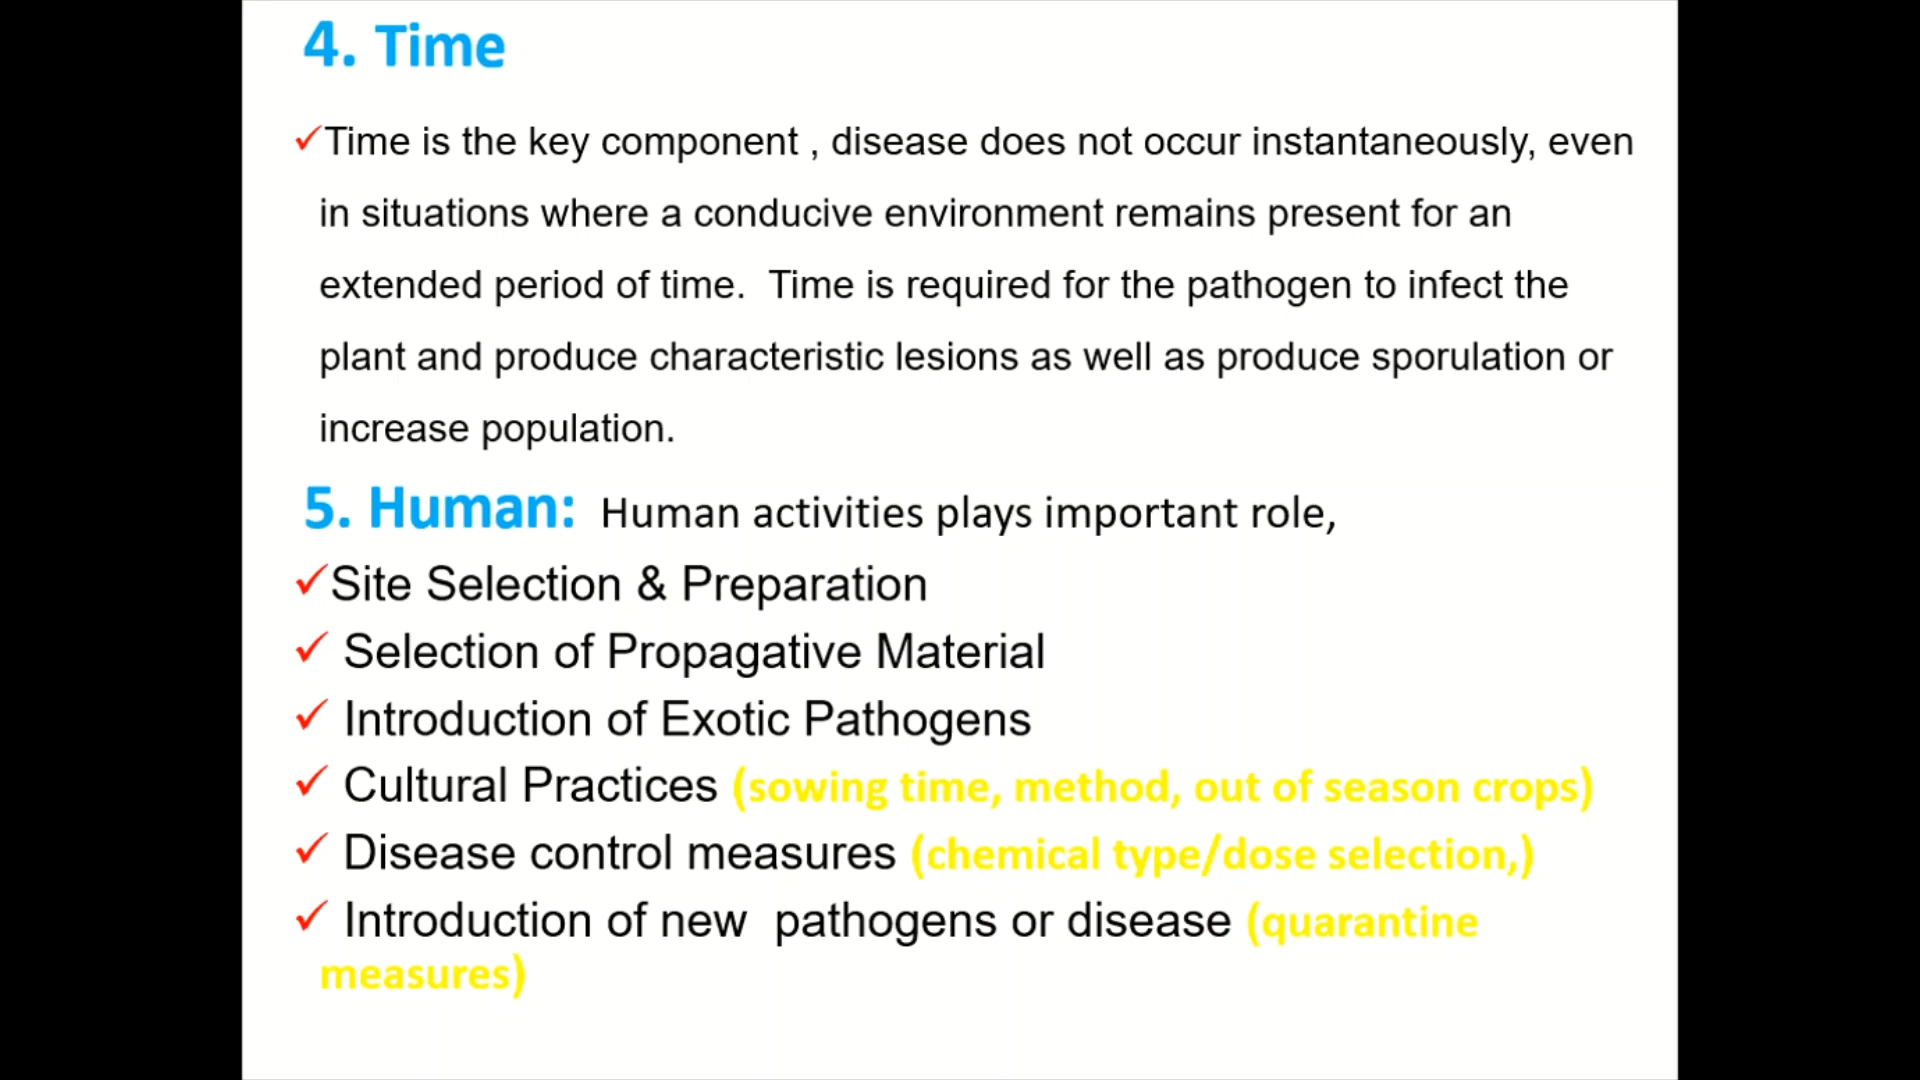 4. Time
✓Time is the key component , disease does not occur instantaneously, even
in situations where a conducive environment remains present for an
extended period of time.  Time is required for the pathogen to infect the
plant and produce characteristic lesions as well as produce sporulation or
increase population.
5. Human:  Human activities plays important role,
✓Site Selection & Preparation
✓ Selection of Propagative Material
✓ Introduction of Exotic Pathogens
✓ Cultural Practices (sowing time, method, out of season crops)
✓ Disease control measures (chemical type/dose selection,)
✓ Introduction of new  pathogens or disease (quarantine
measures)